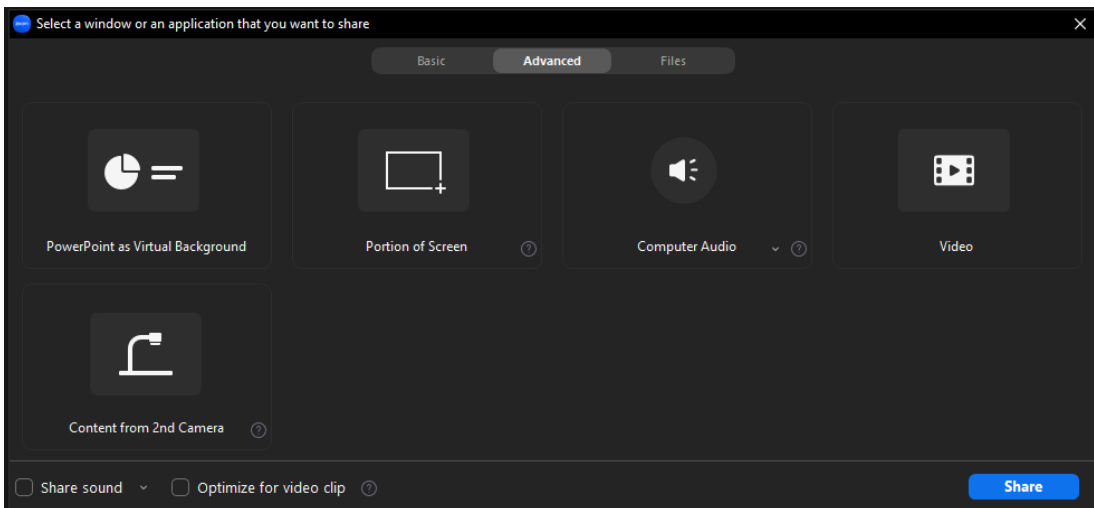 Select a window or an application that you want to share
Basic Advanced Files
PowerPoint as Virtual Background
Portion of Screen
Computer Audio
Video
Content from 2nd Camera
Share sound Optimize for video clip
Share